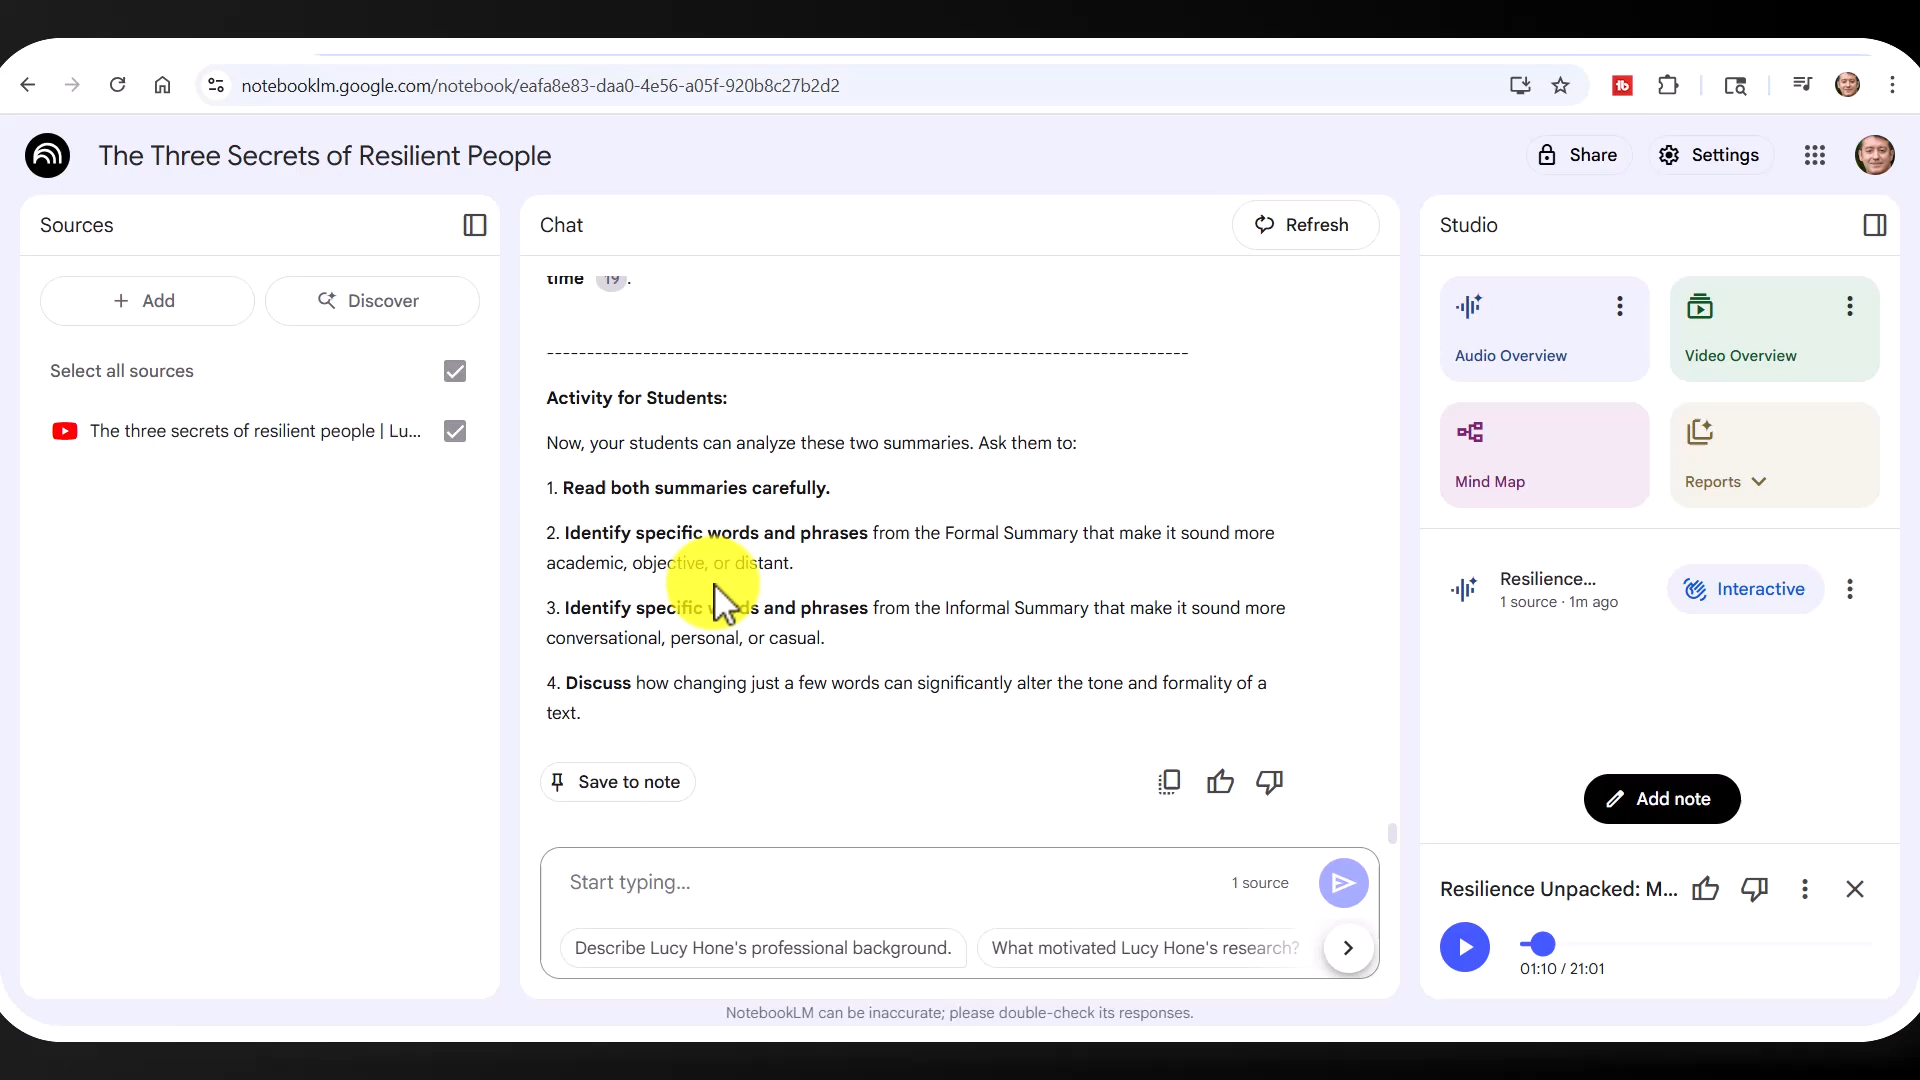 notebooklm.google.com/notebook/eafa8e83-daa0-4e56-a05f-920b8c27b2d2
The Three Secrets of Resilient People
Share
Settings
Sources
Add
Discover
Select all sources
The three secrets of resilient people | Lu...
Chat
Refresh
time 19 .
--------------------------------------------------------------------------------
Activity for Students:
Now, your students can analyze these two summaries. Ask them to:
1. Read both summaries carefully.
2. Identify specific words and phrases from the Formal Summary that make it sound more
academic, objective, or distant.
3. Identify specific words and phrases from the Informal Summary that make it sound more
conversational, personal, or casual.
4. Discuss how changing just a few words can significantly alter the tone and formality of a
text.
Save to note
Start typing...
1 source
Describe Lucy Hone's professional background.
What motivated Lucy Hone's research?
NotebookLM can be inaccurate; please double-check its responses.
Studio
Audio Overview
Video Overview
Mind Map
Reports
Resilience...
1 source · 1m ago
Interactive
Add note
Resilience Unpacked: M...
01:10 / 21:01